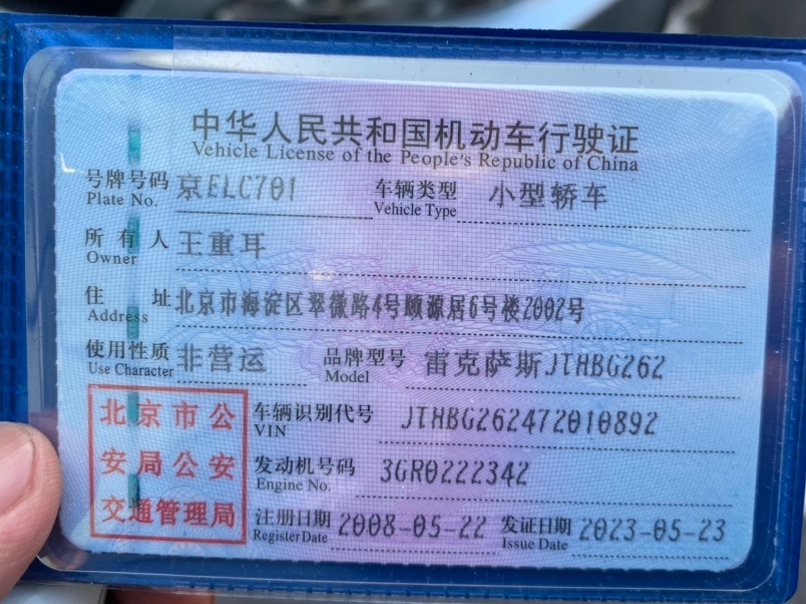 中华人民共和国机动车行驶证
Vehicle License of the People's Republic of China
号牌号码 京ELC701 车辆类型 小型轿车
Plate No. Vehicle Type
所有人 王重耳
Owner
住址 北京市海淀区翠微路4号颐源居6号楼2002号
Address
使用性质 非营运 品牌型号 雷克萨斯JTHBG262
Use Character Model
北京市公
安局公安
交通管理局
车辆识别代号 JTHBG262472010892
VIN
发动机号码 3GR0222342
Engine No.
注册日期 2008-05-22 发证日期 2023-05-23
Register Date Issue Date